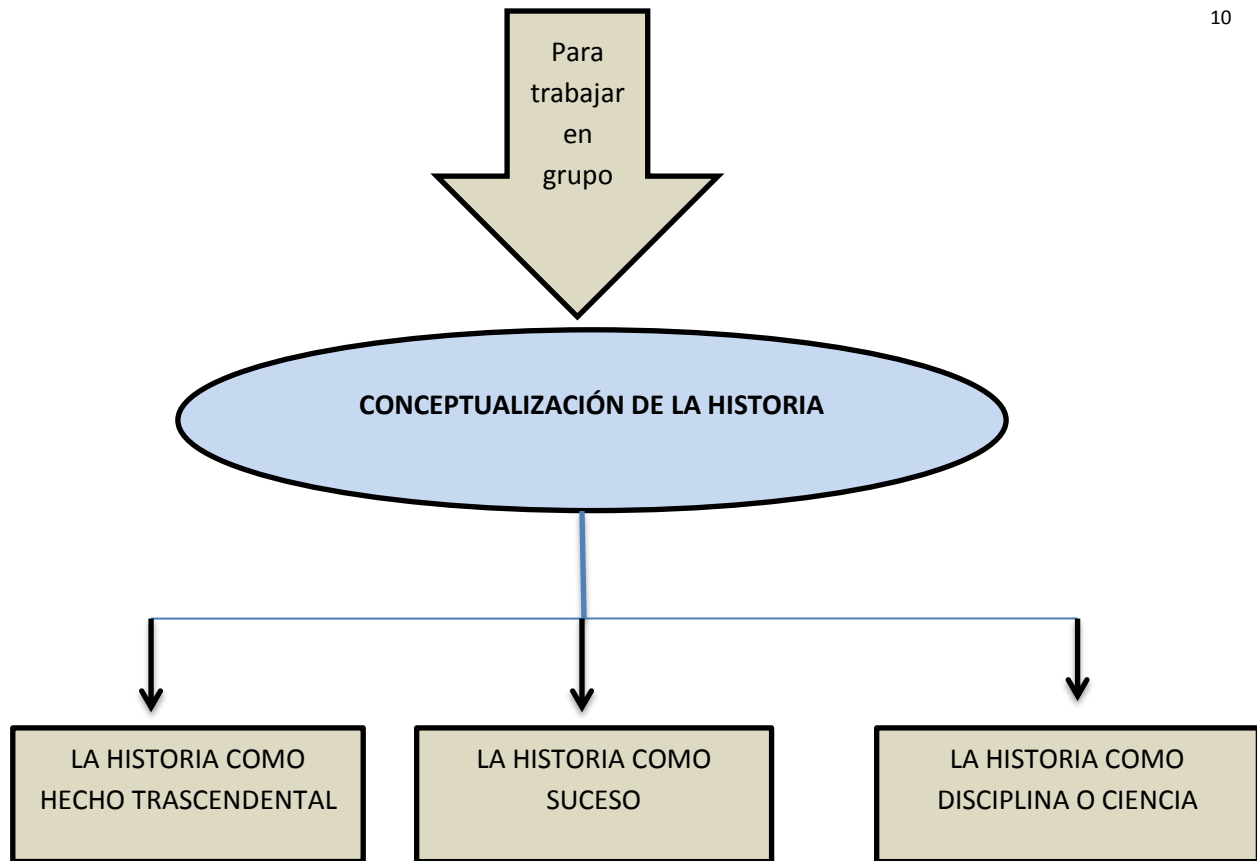 10
Para
trabajar
en
grupo
CONCEPTUALIZACIÓN DE LA HISTORIA
LA HISTORIA COMO
HECHO TRASCENDENTAL
LA HISTORIA COMO
SUCESO
LA HISTORIA COMO
DISCIPLINA O CIENCIA